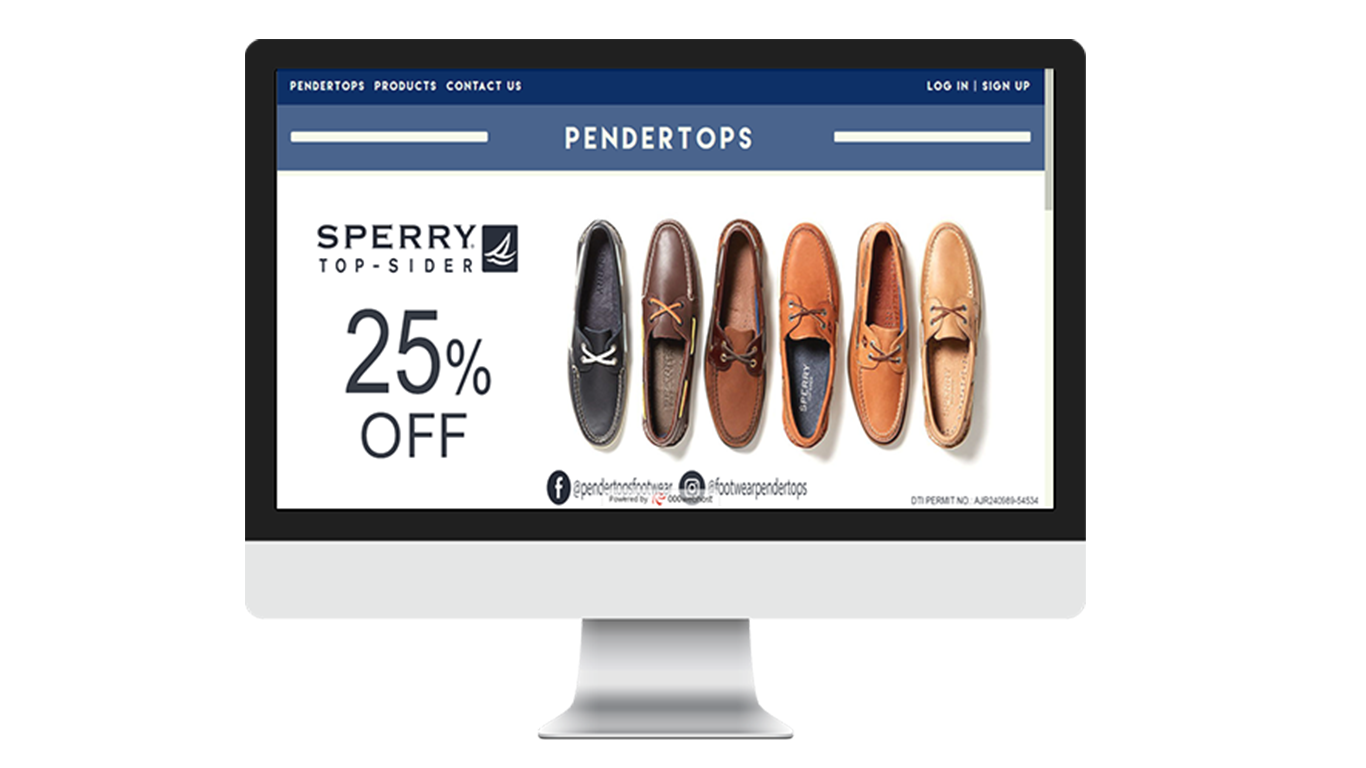 PENDERTOPS PRODUCTS CONTACT US LOG IN | SIGN UP
PENDERTOPS
SPERRY
TOP-SIDER
25%
OFF
SPERRY
@pendertopsfootwear @footwearpendertops
Powered by 000webhost
DTI PERMIT NO.: AJR240989-54534